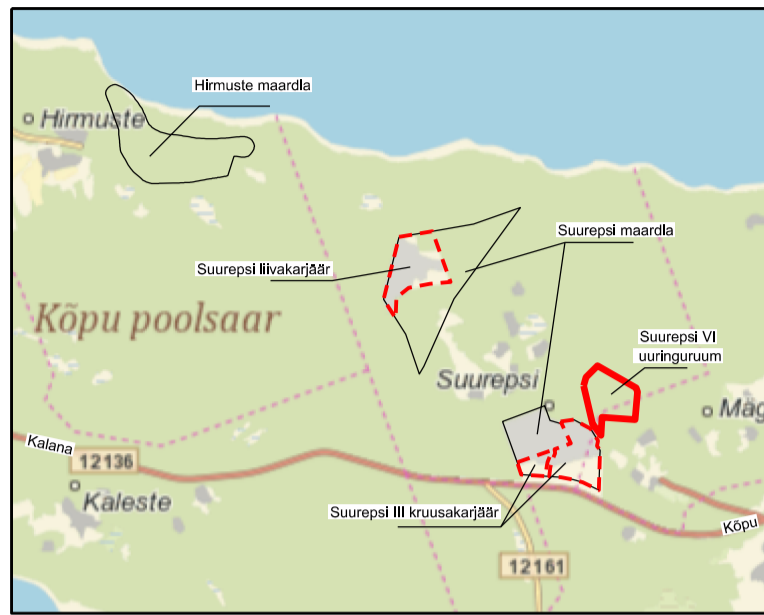 Hirmuste maardla
Hirmuste
Suurepsi maardla
Suurepsi liivakarjäär
Kõpu poolsaar
Suurepsi VI
uuringuruum
Suurepsi
Mäg
Kalana
12136
Kaleste
Suurepsi III kruusakarjäär
Kõpu
12161